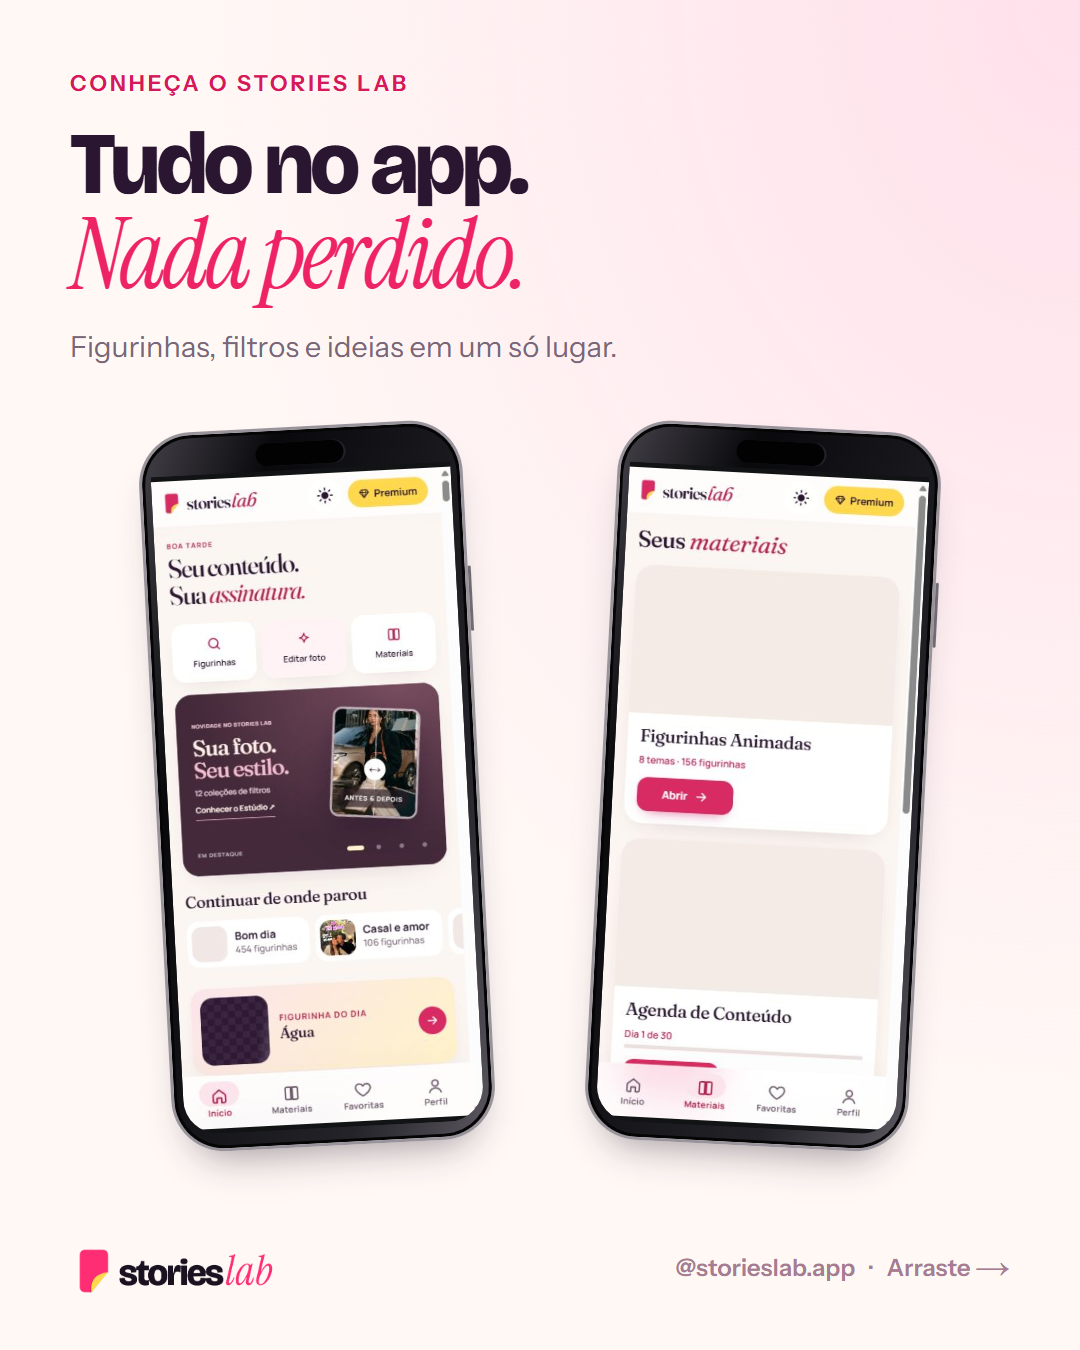 CONHEÇA O STORIES LAB
Tudo no app.
Nada perdido.
Figurinhas, filtros e ideias em um só lugar.
storieslab
Premium
BOA TARDE
Seu conteúdo.
Sua assinatura.
Figurinhas
Editar foto
Materiais
NOVIDADE NO STORIES LAB
Sua foto.
Seu estilo.
12 coleções de filtros
Conhecer o Estúdio ↗
ANTES & DEPOIS
EM DESTAQUE
Continuar de onde parou
Bom dia
454 figurinhas
Casal e amor
106 figurinhas
FIGURINHA DO DIA
Água
Início
Materiais
Favoritas
Perfil
storieslab
Premium
Seus materiais
Figurinhas Animadas
8 temas · 156 figurinhas
Abrir →
Agenda de Conteúdo
Dia 1 de 30
Início
Materiais
Favoritas
Perfil
storieslab
@storieslab.app · Arraste →